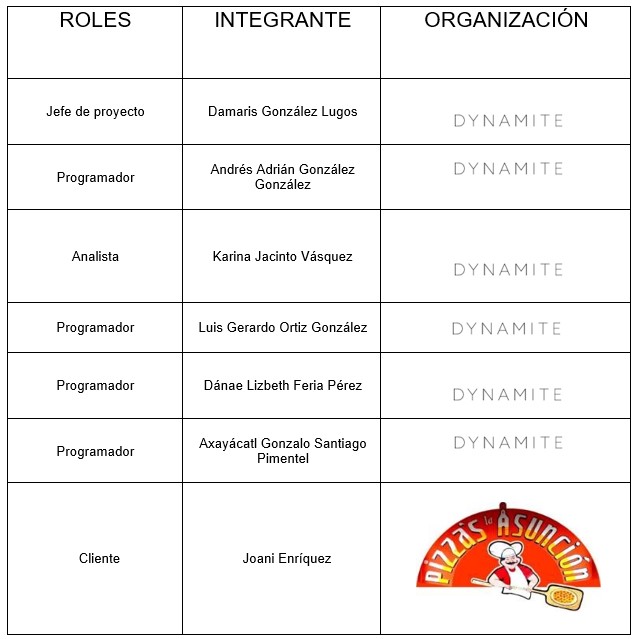 ROLES INTEGRANTE ORGANIZACIÓN
Jefe de proyecto Damaris González Lugos DYNAMITE
Programador Andrés Adrián González
González DYNAMITE
Analista Karina Jacinto Vásquez DYNAMITE
Programador Luis Gerardo Ortiz González DYNAMITE
Programador Dánae Lizbeth Feria Pérez DYNAMITE
Programador Axayácatl Gonzalo Santiago
Pimentel DYNAMITE
Cliente Joani Enríquez pizzas la Asunción